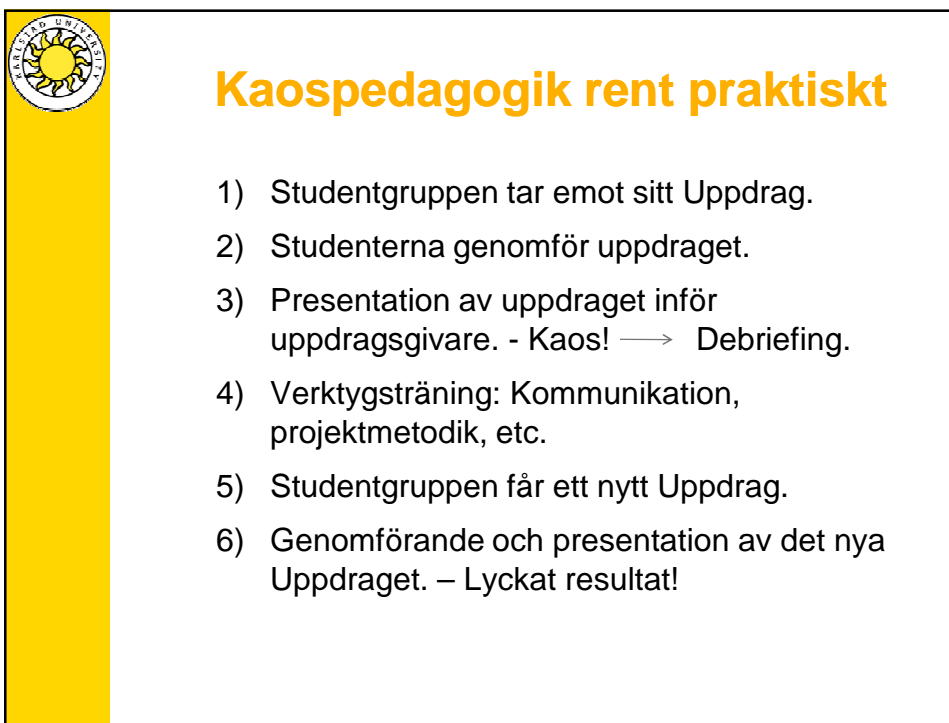 KARLSTAD UNIVERSITY
Kaospedagogik rent praktiskt
1) Studentgruppen tar emot sitt Uppdrag.
2) Studenterna genomför uppdraget.
3) Presentation av uppdraget inför
uppdragsgivare. - Kaos! ⟶ Debriefing.
4) Verktygsträning: Kommunikation,
projektmetodik, etc.
5) Studentgruppen får ett nytt Uppdrag.
6) Genomförande och presentation av det nya
Uppdraget. – Lyckat resultat!